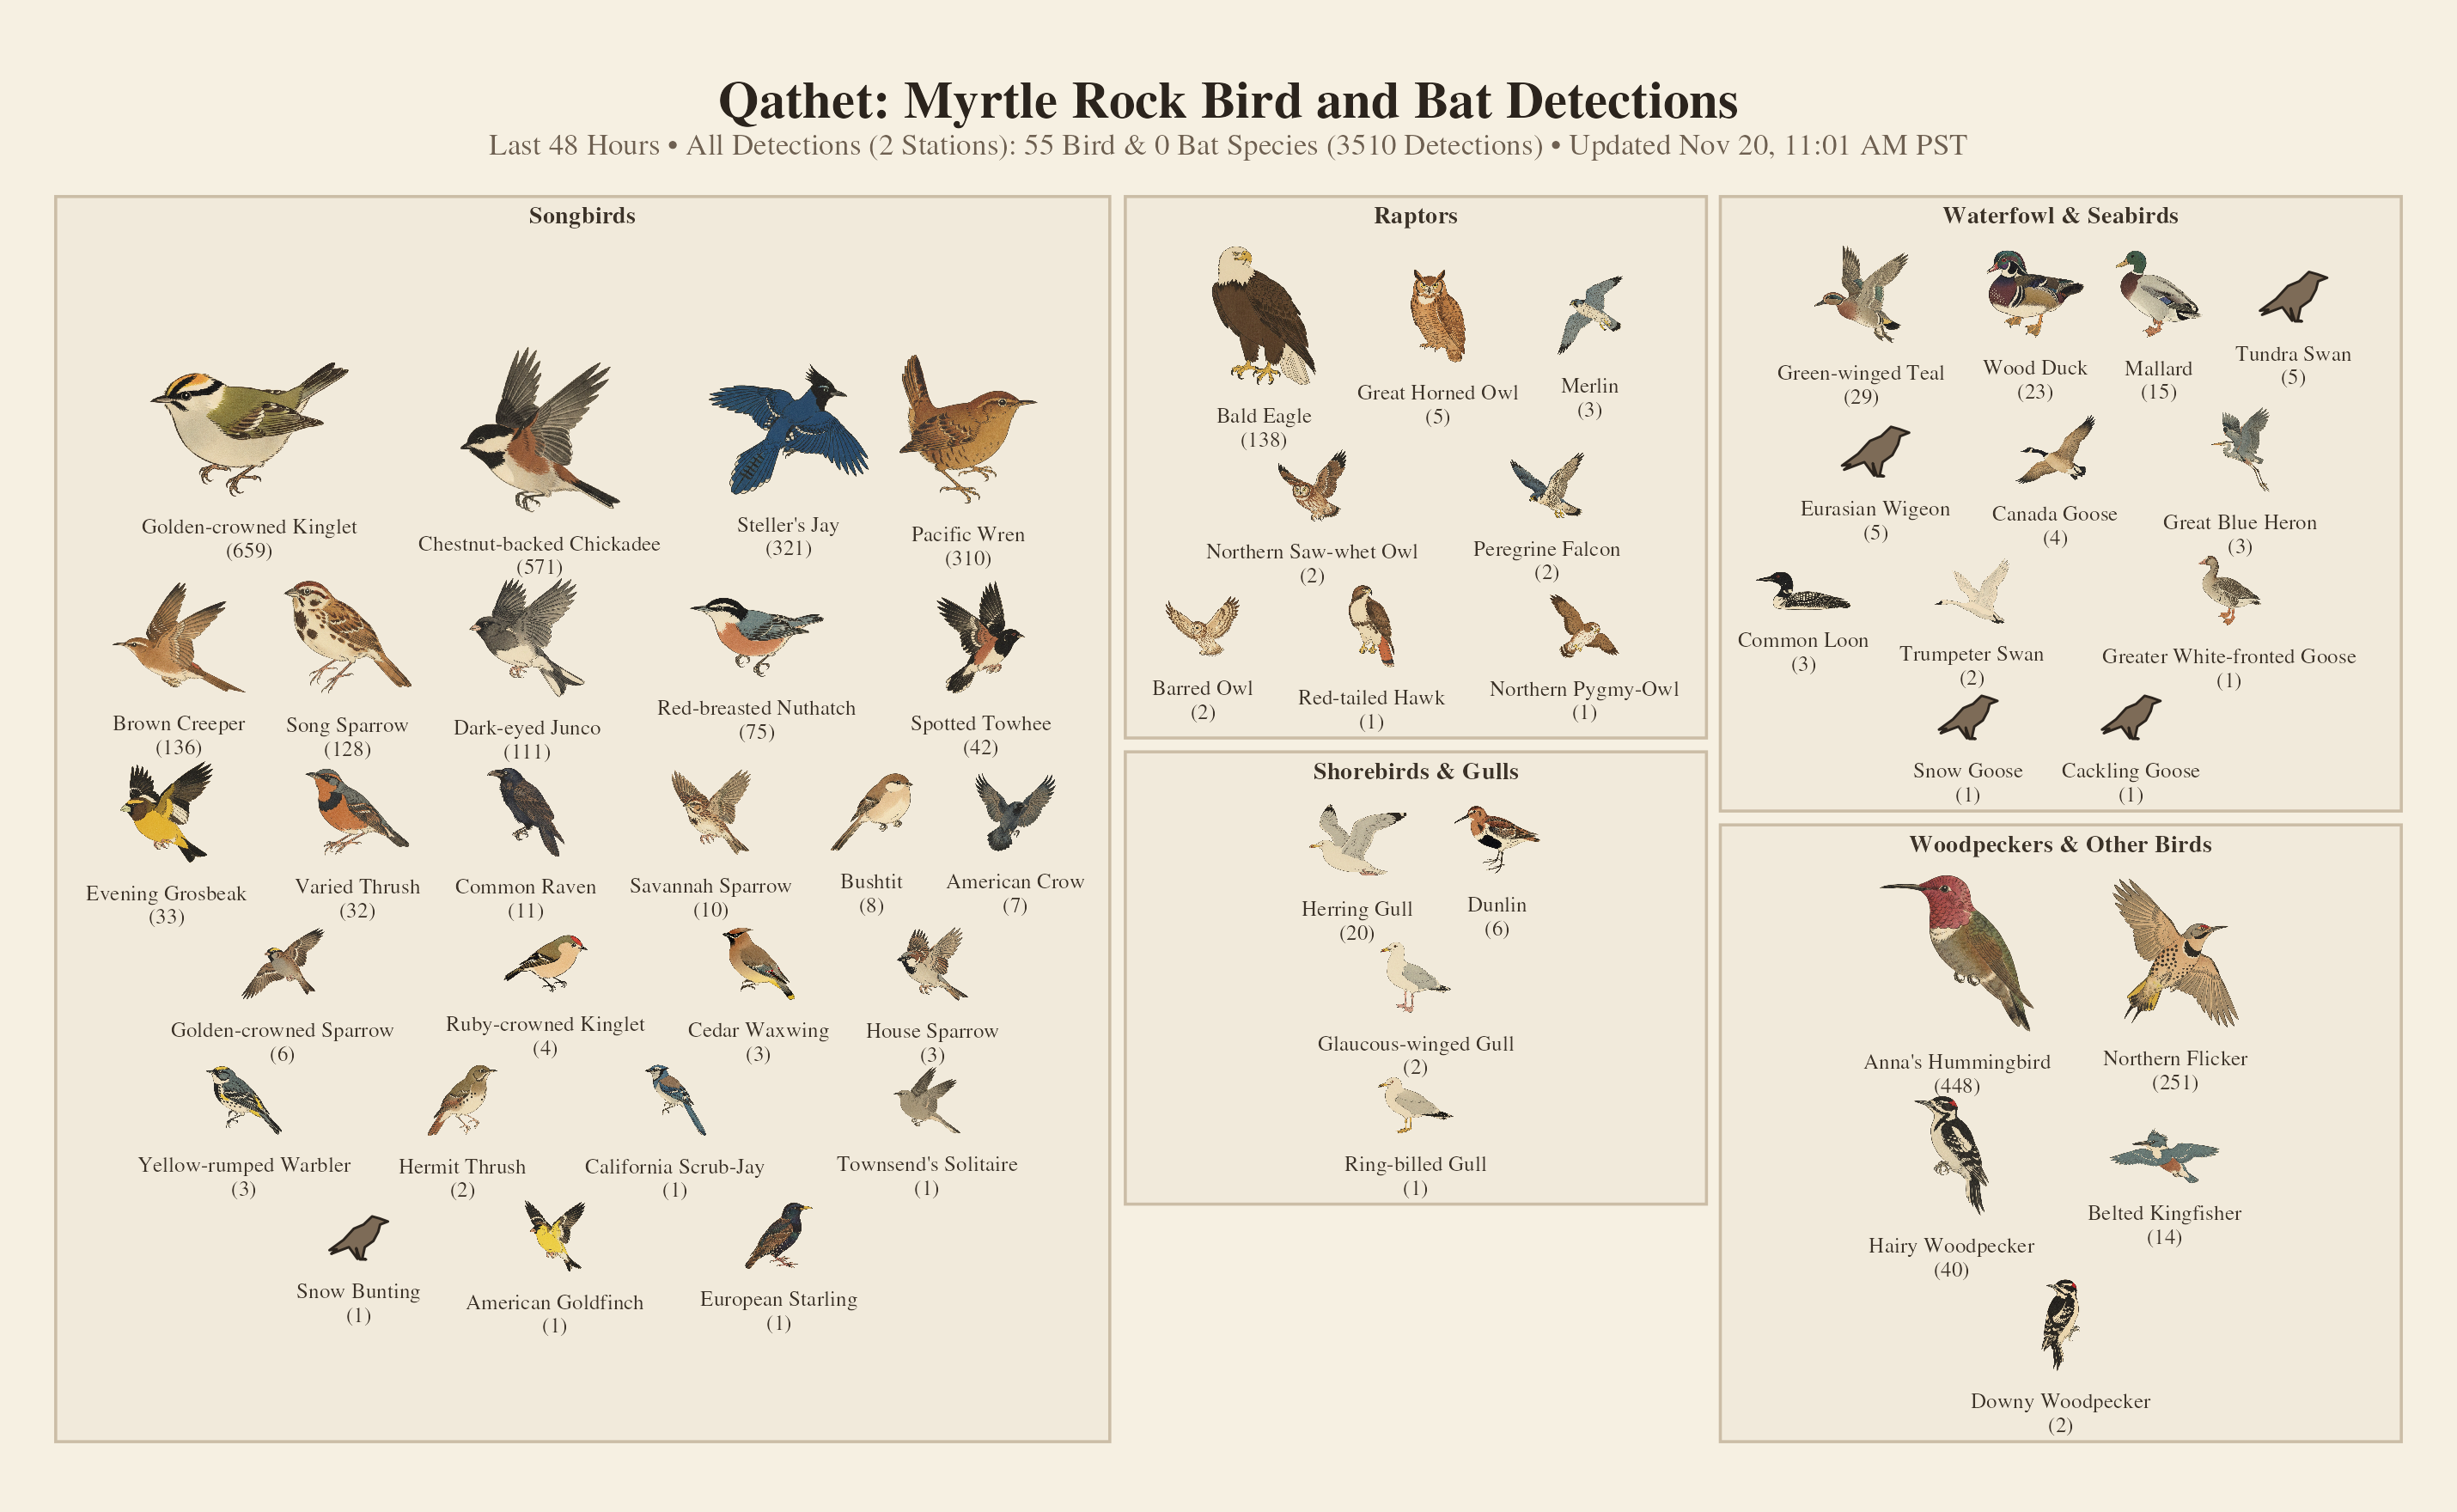 Qathet: Myrtle Rock Bird and Bat Detections
Last 48 Hours • All Detections (2 Stations): 55 Bird & 0 Bat Species (3510 Detections) • Updated Nov 20, 11:01 AM PST
Songbirds
Golden-crowned Kinglet
(659)
Chestnut-backed Chickadee
(571)
Steller's Jay
(321)
Pacific Wren
(310)
Brown Creeper
(136)
Song Sparrow
(128)
Dark-eyed Junco
(111)
Red-breasted Nuthatch
(75)
Spotted Towhee
(42)
Evening Grosbeak
(33)
Varied Thrush
(32)
Common Raven
(11)
Savannah Sparrow
(10)
Bushtit
(8)
American Crow
(7)
Golden-crowned Sparrow
(6)
Ruby-crowned Kinglet
(4)
Cedar Waxwing
(3)
House Sparrow
(3)
Yellow-rumped Warbler
(3)
Hermit Thrush
(2)
California Scrub-Jay
(1)
Townsend's Solitaire
(1)
Snow Bunting
(1)
American Goldfinch
(1)
European Starling
(1)
Raptors
Bald Eagle
(138)
Great Horned Owl
(5)
Merlin
(3)
Northern Saw-whet Owl
(2)
Peregrine Falcon
(2)
Barred Owl
(2)
Red-tailed Hawk
(1)
Northern Pygmy-Owl
(1)
Shorebirds & Gulls
Herring Gull
(20)
Dunlin
(6)
Glaucous-winged Gull
(2)
Ring-billed Gull
(1)
Waterfowl & Seabirds
Green-winged Teal
(29)
Wood Duck
(23)
Mallard
(15)
Tundra Swan
(5)
Eurasian Wigeon
(5)
Canada Goose
(4)
Great Blue Heron
(3)
Common Loon
(3)
Trumpeter Swan
(2)
Greater White-fronted Goose
(1)
Snow Goose
(1)
Cackling Goose
(1)
Woodpeckers & Other Birds
Anna's Hummingbird
(448)
Northern Flicker
(251)
Hairy Woodpecker
(40)
Belted Kingfisher
(14)
Downy Woodpecker
(2)